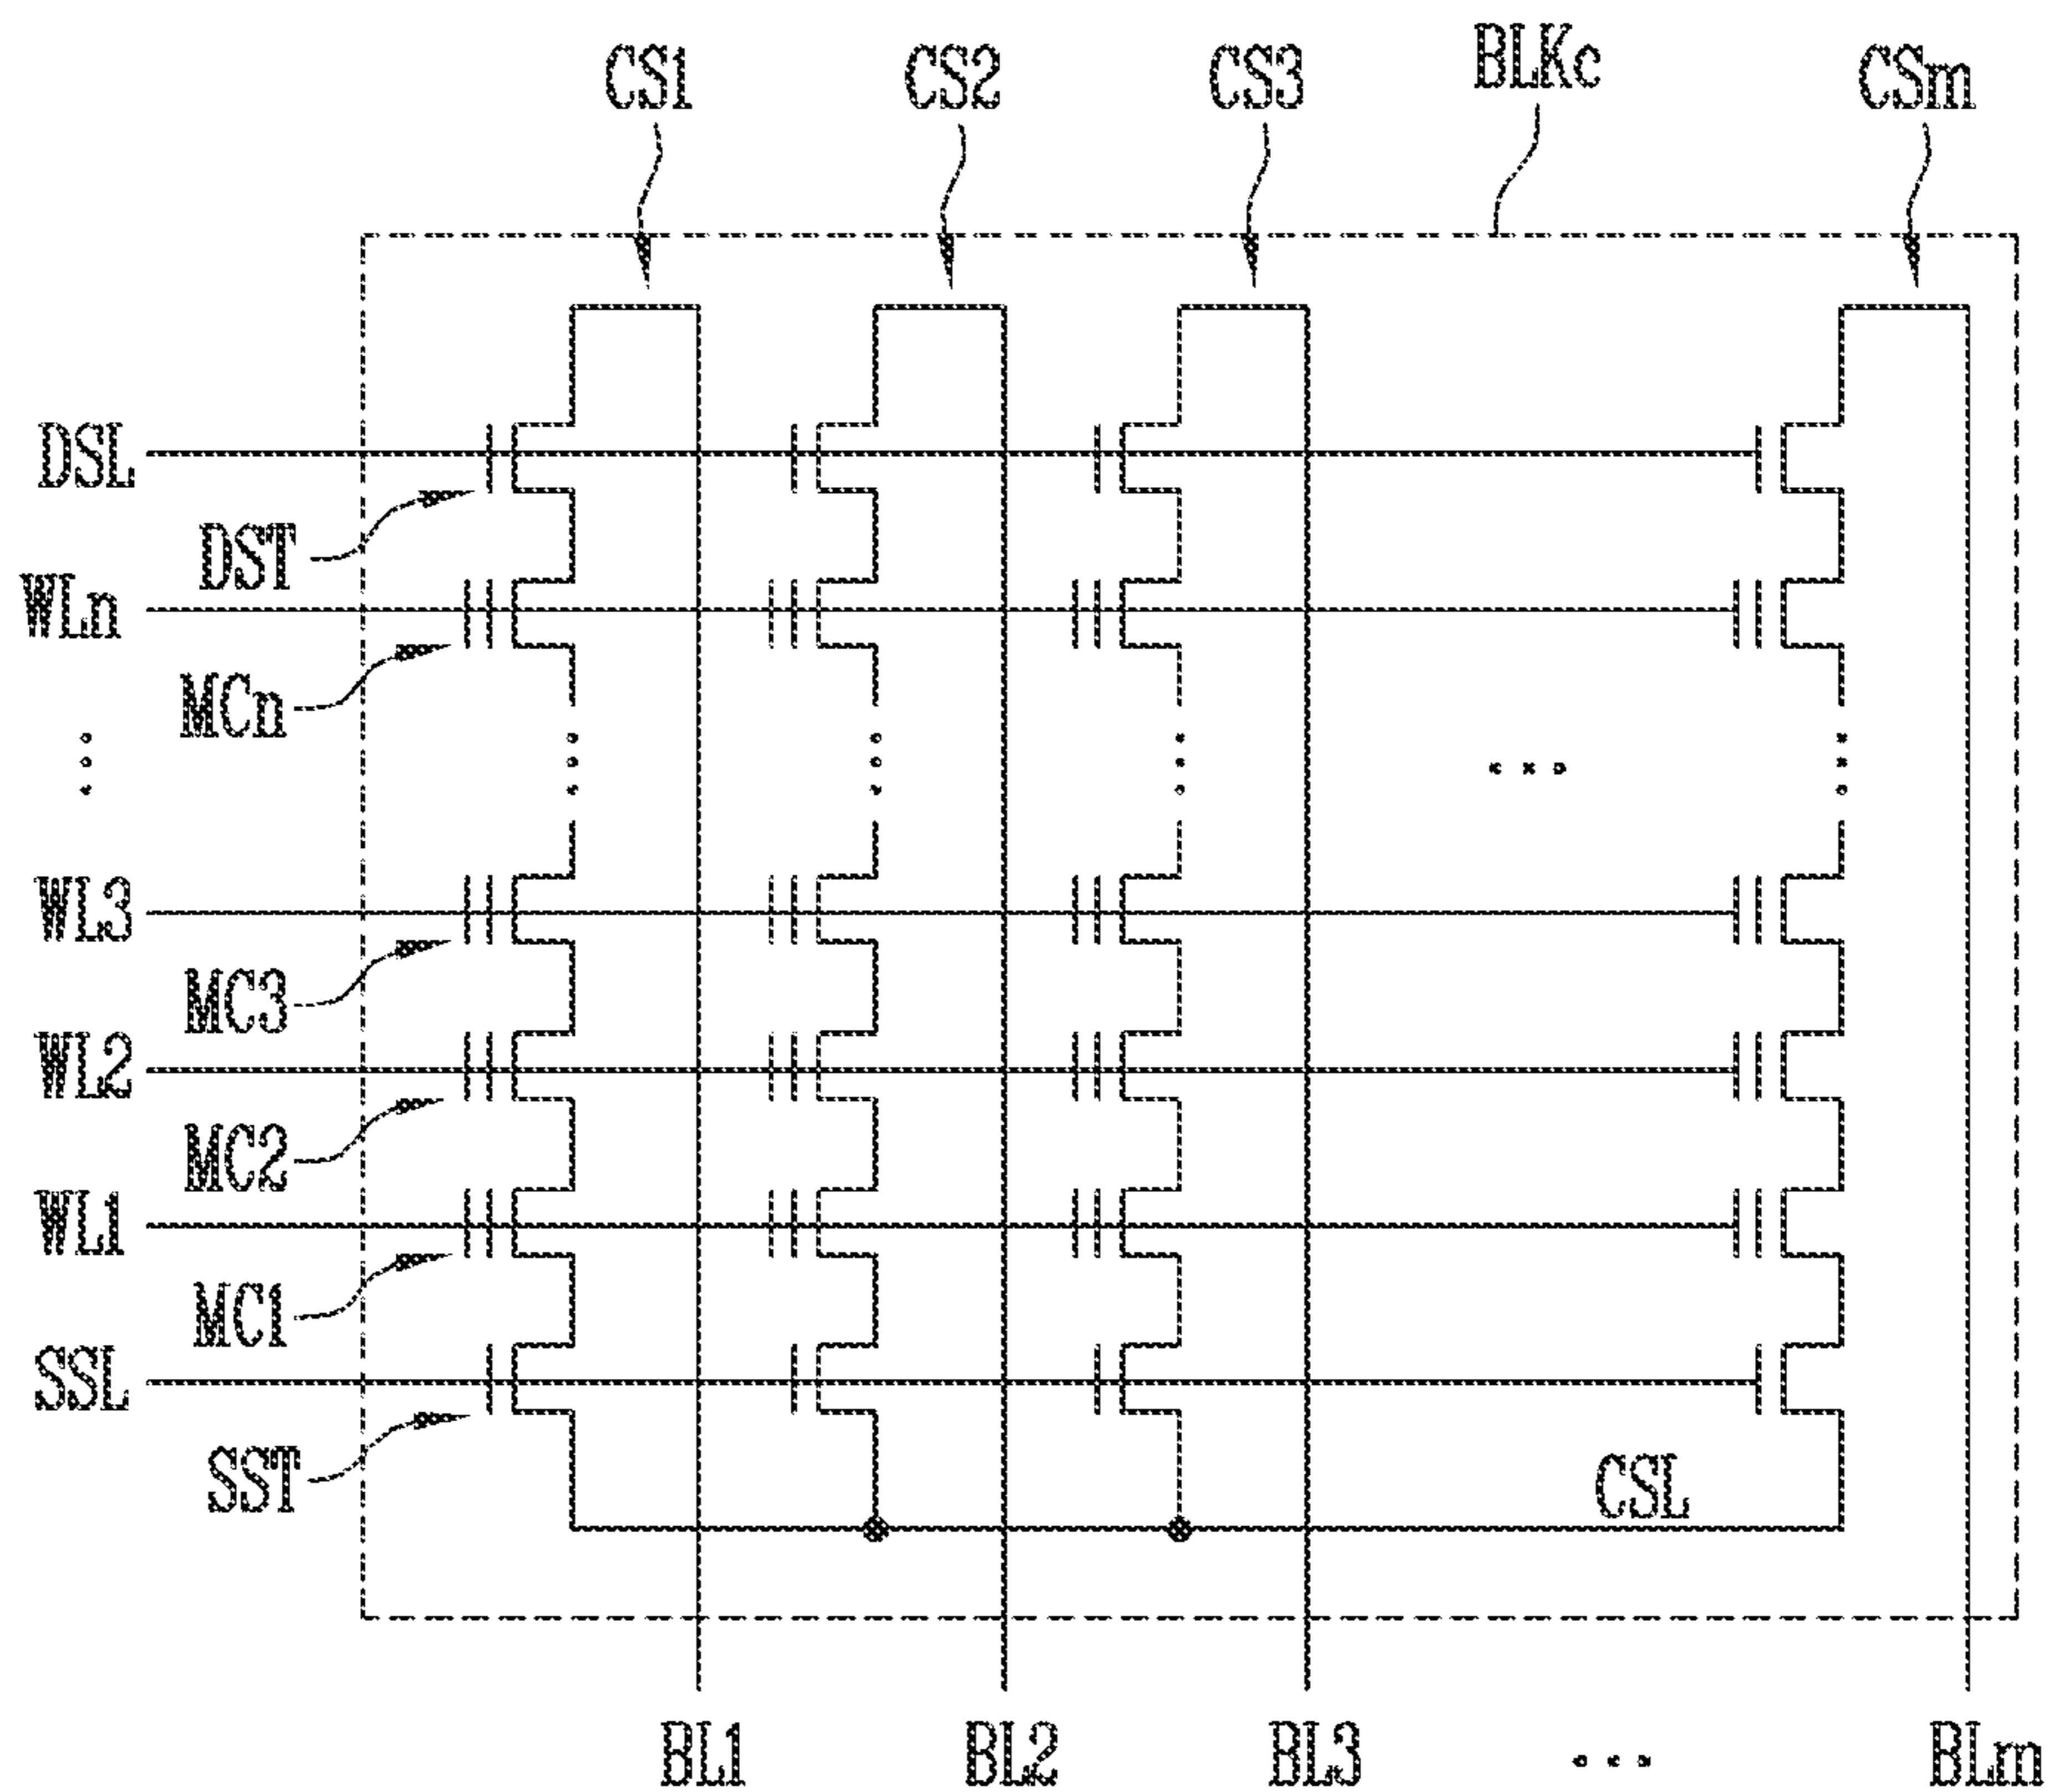 CS1 CS2 CS3 BLKc CSm
DSL
DST
WLn
MCn
WL3
MC3
WL2
MC2
WL1
MC1
SSL
SST
CSL
BL1 BL2 BL3 ... BLm